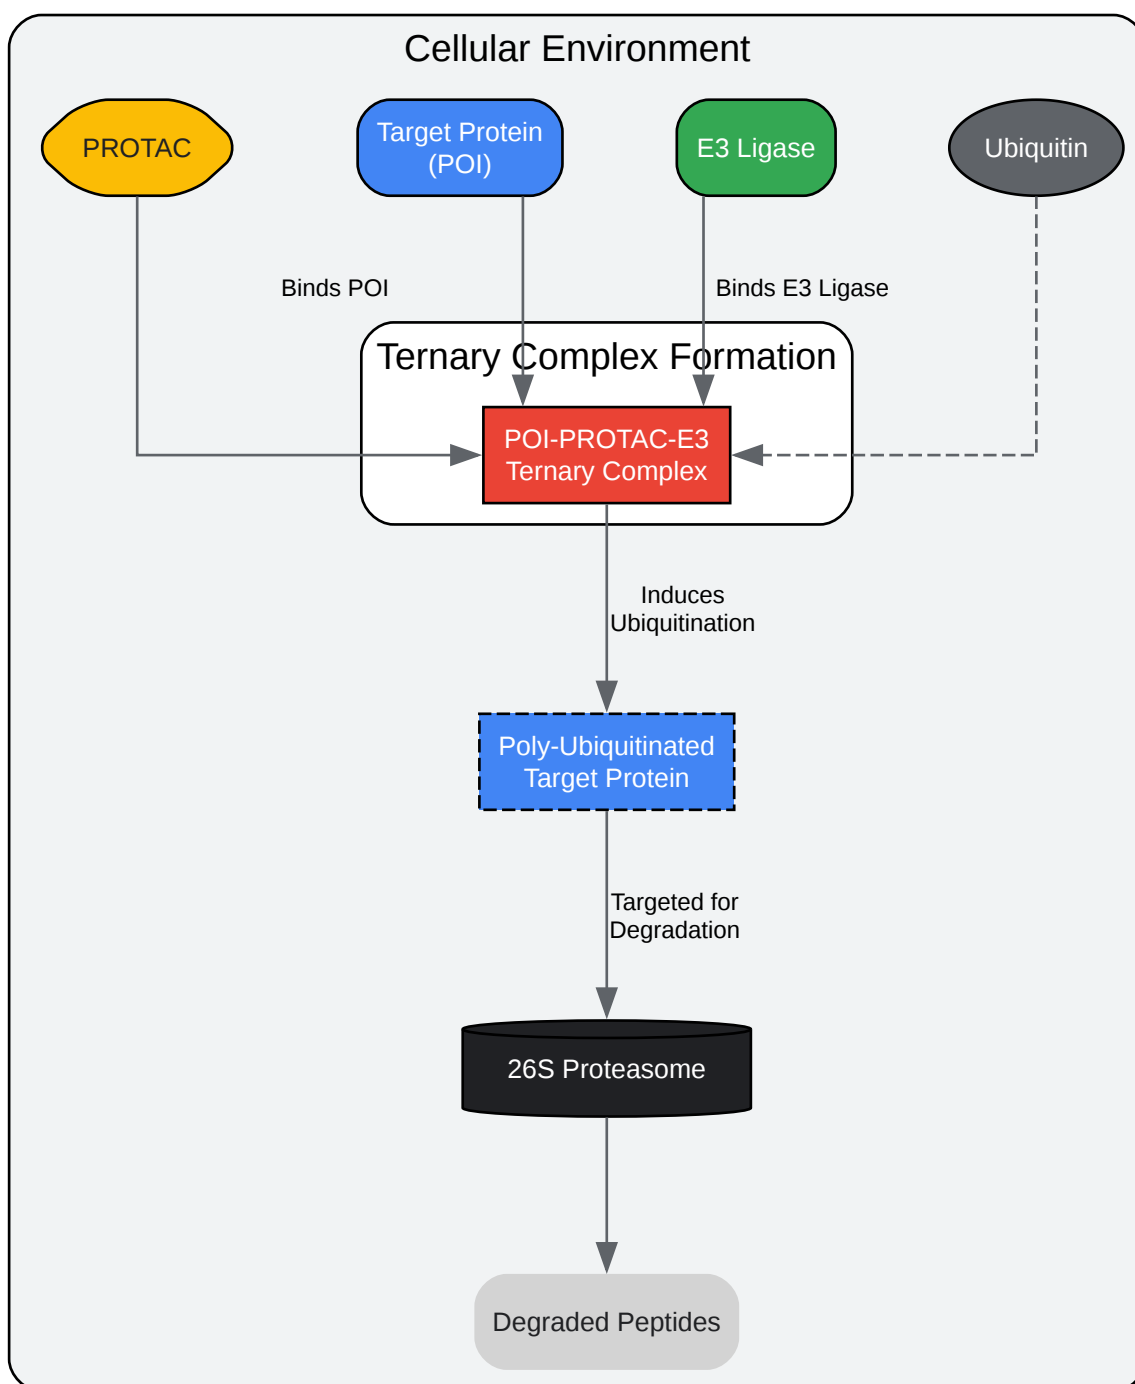 Cellular Environment
PROTAC
Target Protein
(POI)
E3 Ligase
Ubiquitin
Binds POI
Binds E3 Ligase
Ternary Complex Formation
POI-PROTAC-E3
Ternary Complex
Induces
Ubiquitination
Poly-Ubiquitinated
Target Protein
Targeted for
Degradation
26S Proteasome
Degraded Peptides